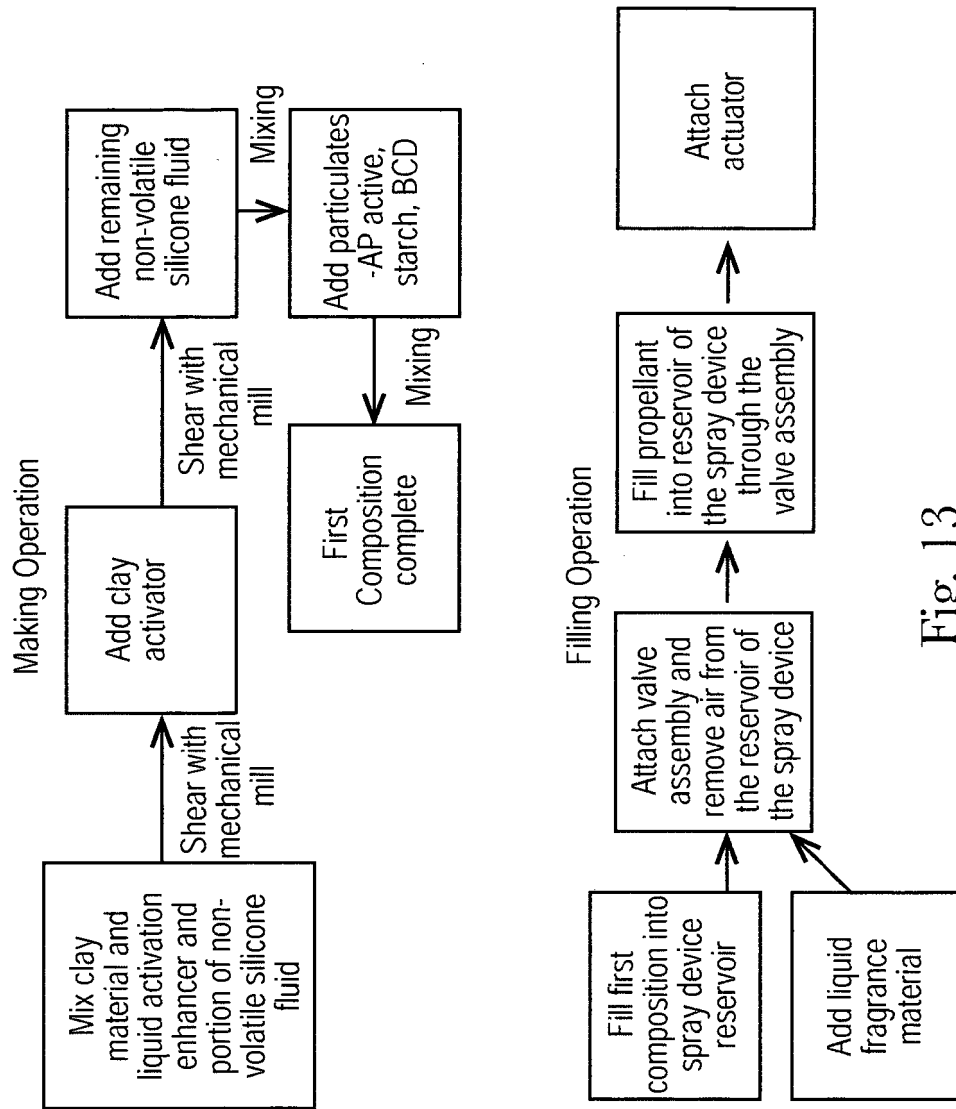 Making Operation
Mix clay
material and
liquid activation
enhancer and
portion of non-
volatile silicone
fluid
Shear with
mechanical
mill
Add clay
activator
Shear with
mechanical
mill
Add remaining
non-volatile
silicone fluid
Mixing
Add particulates
-AP active,
starch, BCD
Mixing
First
Composition
complete
Filling Operation
Fill first
composition into
spray device
reservoir
Add liquid
fragrance
material
Attach valve
assembly and
remove air from
the reservoir of
the spray device
Fill propellant
into reservoir of
the spray device
through the
valve assembly
Attach
actuator
Fig. 13